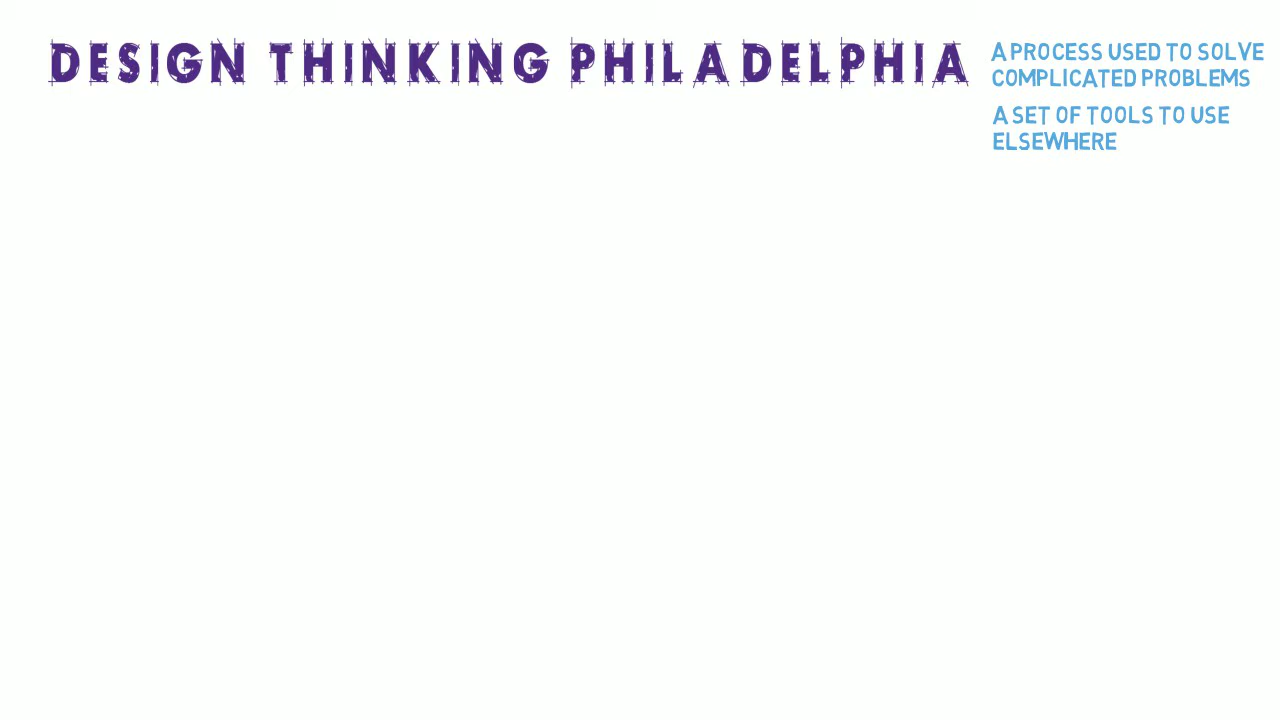 DESIGN THINKING PHILADELPHIA
A PROCESS USED TO SOLVE
COMPLICATED PROBLEMS
A SET OF TOOLS TO USE
ELSEWHERE